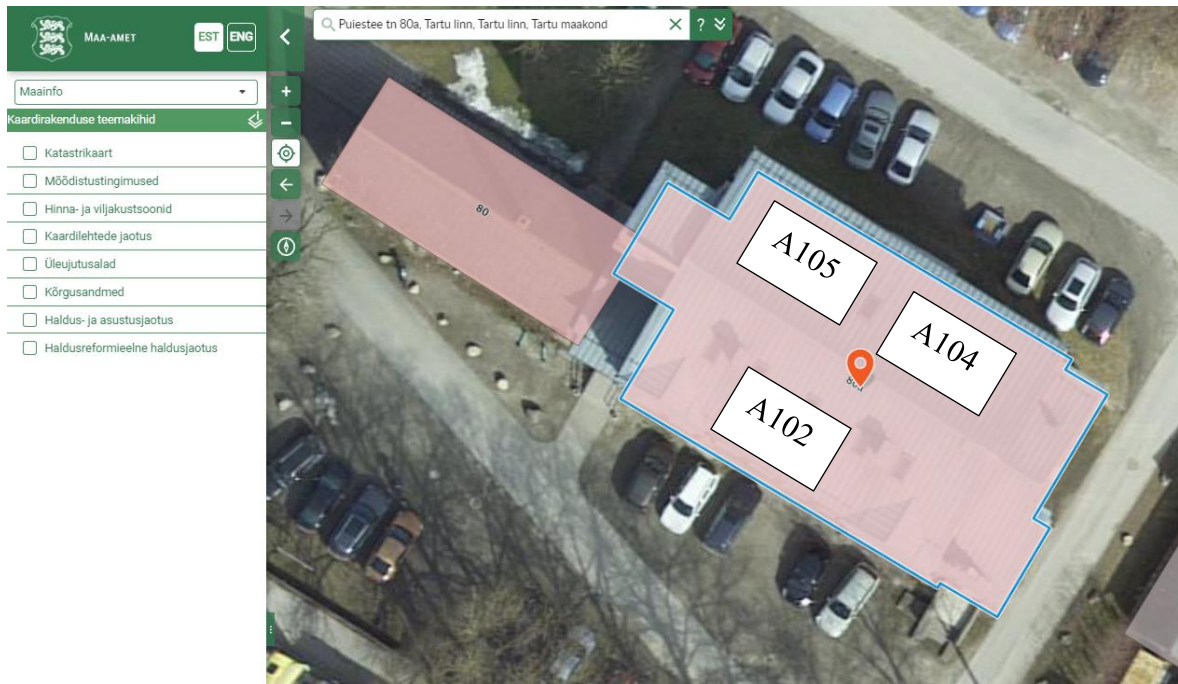 MAA-AMET
EST ENG
Puiestee tn 80a, Tartu linn, Tartu linn, Tartu maakond
?
Maainfo
Kaardirakenduse teemakihid
Katastrikaart
Mõõdistustingimused
Hinna- ja viljakustsoonid
Kaardilehtede jaotus
Üleujutusalad
Kõrgusandmed
Haldus- ja asustusjaotus
Haldusreformieelne haldusjaotus
80
A105
A104
80a
A102